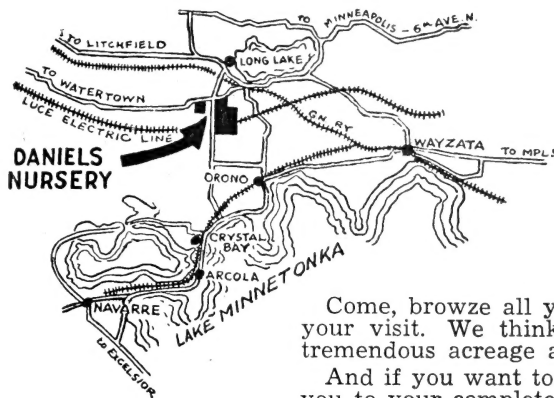 TO MINNEAPOLIS - 6TH AVE. N.
TO LITCHFIELD
LONG LAKE
TO WATERTOWN
LUCE ELECTRIC LINE
GN. RY.
DANIELS
NURSERY
WAYZATA
TO MPLS
ORONO
CRYSTAL
BAY
ARCOLA
LAKE MINNETONKA
NAVARRE
to EXCELSIOR
Come, browze all y
your visit. We think
tremendous acreage a
And if you want to
you to your complete